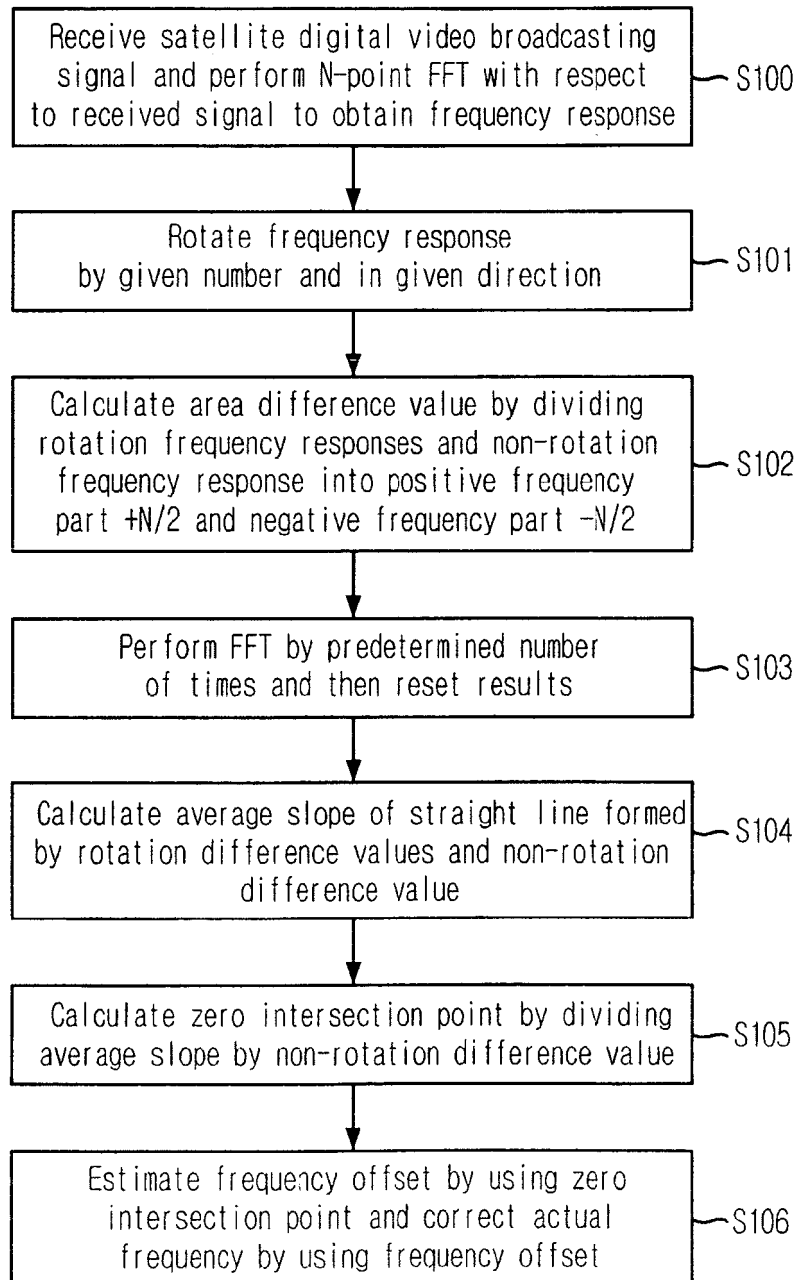 Receive satellite digital video broadcasting
signal and perform N-point FFT with respect
to received signal to obtain frequency response
S100
Rotate frequency response
by given number and in given direction
S101
Calculate area difference value by dividing
rotation frequency responses and non-rotation
frequency response into positive frequency
part +N/2 and negative frequency part -N/2
S102
Perform FFT by predetermined number
of times and then reset results
S103
Calculate average slope of straight line formed
by rotation difference values and non-rotation
difference value
S104
Calculate zero intersection point by dividing
average slope by non-rotation difference value
S105
Estimate frequency offset by using zero
intersection point and correct actual
frequency by using frequency offset
S106